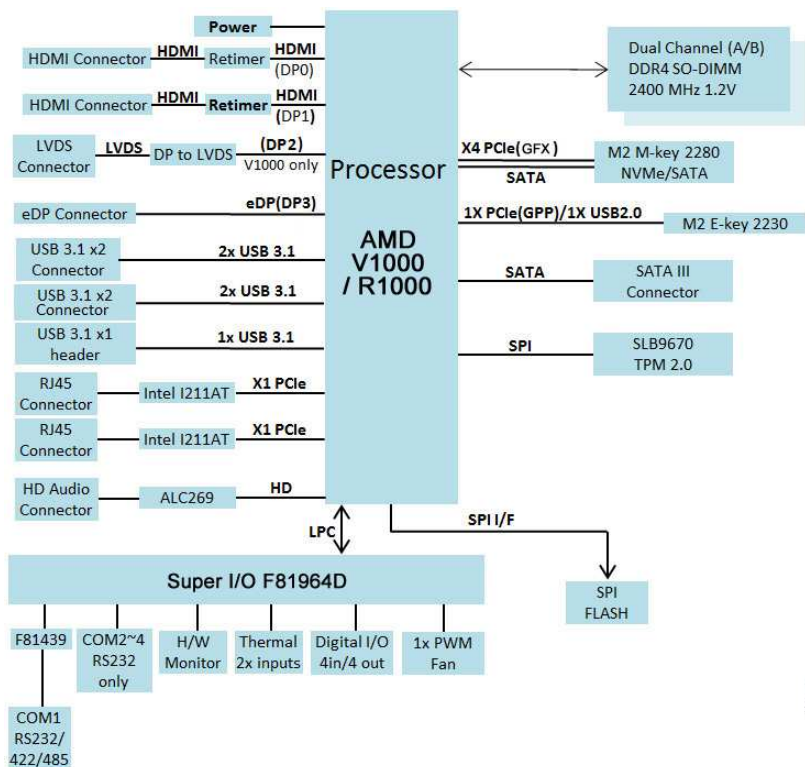 Power
HDMI Connector
HDMI
Retimer
HDMI
(DP0)
HDMI Connector
HDMI
Retimer
HDMI
(DP1)
LVDS
Connector
LVDS
DP to LVDS
(DP2)
V1000 only
eDP Connector
eDP(DP3)
USB 3.1 x2
Connector
2x USB 3.1
USB 3.1 x2
Connector
2x USB 3.1
USB 3.1 x1
header
1x USB 3.1
RJ45
Connector
Intel I211AT
X1 PCIe
RJ45
Connector
Intel I211AT
X1 PCIe
HD Audio
Connector
ALC269
HD
Processor
AMD
V1000
/ R1000
Dual Channel (A/B)
DDR4 SO-DIMM
2400 MHz 1.2V
X4 PCIe(GFX)
SATA
M2 M-key 2280
NVMe/SATA
1X PCIe(GPP)/1X USB2.0
M2 E-key 2230
SATA
SATA III
Connector
SPI
SLB9670
TPM 2.0
LPC
SPI I/F
SPI
FLASH
Super I/O F81964D
F81439
COM2~4
RS232
only
H/W
Monitor
Thermal
2x inputs
Digital I/O
4in/4 out
1x PWM
Fan
COM1
RS232/
422/485